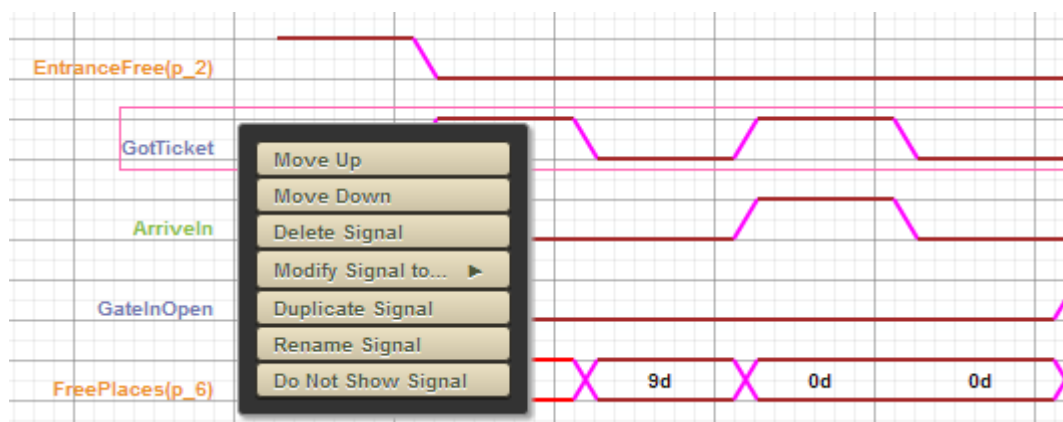 EntranceFree(p_2)
GotTicket
Move Up
Move Down
ArriveIn
Delete Signal
Modify Signal to...
GateInOpen
Duplicate Signal
Rename Signal
FreePlaces(p_6)
Do Not Show Signal
9d
0d
0d